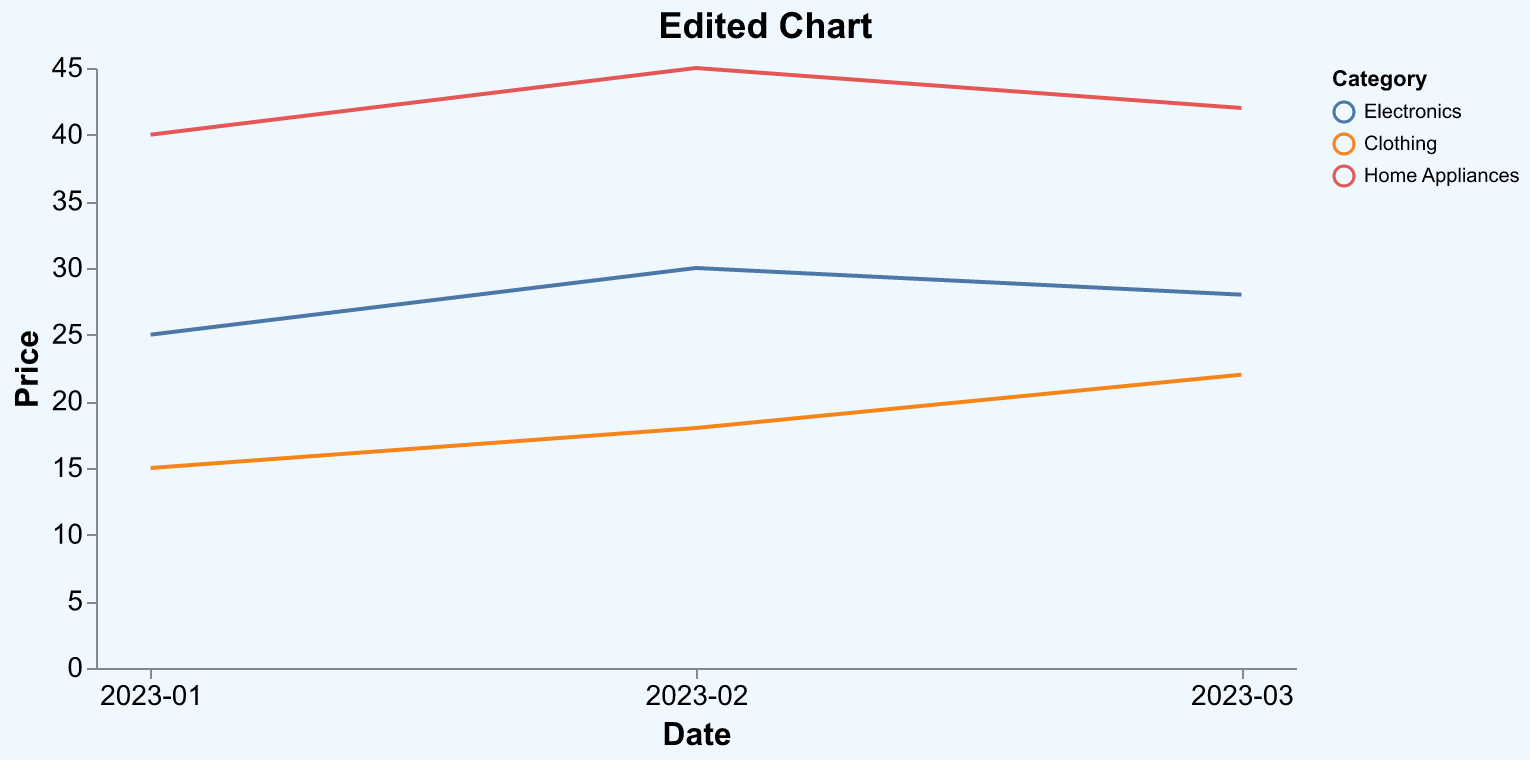 Edited Chart
45
40
35
30
25
20
15
10
5
0
Price
2023-01
2023-02
2023-03
Date
Category
Electronics
Clothing
Home Appliances